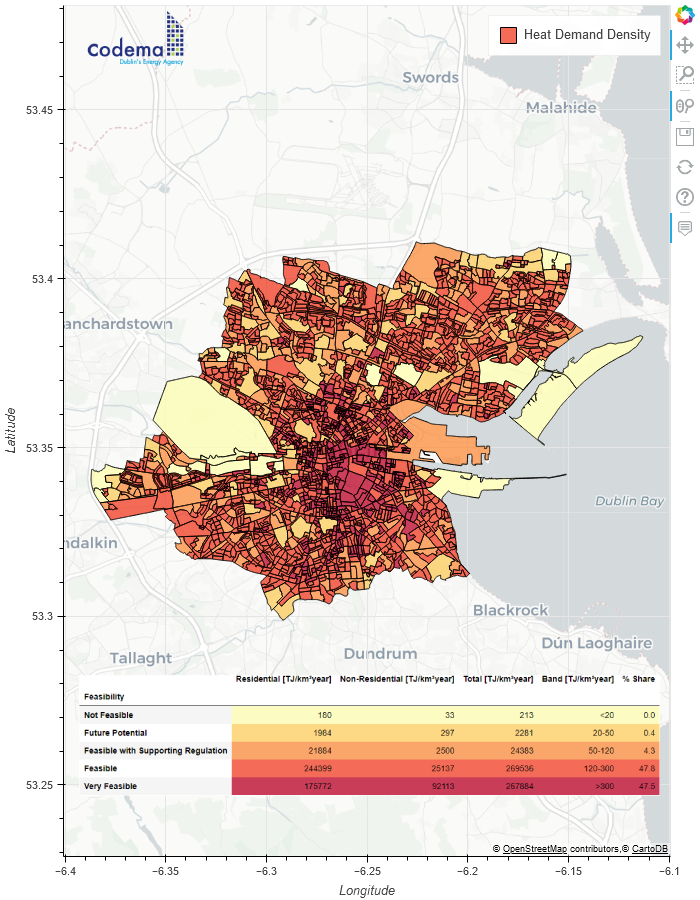 Codema
Dublin's Energy Agency
Heat Demand Density
Swords
Malahide
anchardstown
Dublin Bay
ndalkin
Blackrock
Dún Laoghaire
Tallaght
Dundrum
53.45
53.4
53.35
53.3
53.25
Latitude
Residential [TJ/km²year] Non-Residential [TJ/km²year] Total [TJ/km²year] Band [TJ/km²year] % Share
Feasibility
Not Feasible 180 33 213 <20 0.0
Future Potential 1984 297 2281 20-50 0.4
Feasible with Supporting Regulation 21884 2500 24383 50-120 4.3
Feasible 244399 25137 269536 120-300 47.8
Very Feasible 175772 92113 267884 >300 47.5
© OpenStreetMap contributors,© CartoDB
−6.4 −6.35 −6.3 −6.25 −6.2 −6.15 −6.1
Longitude